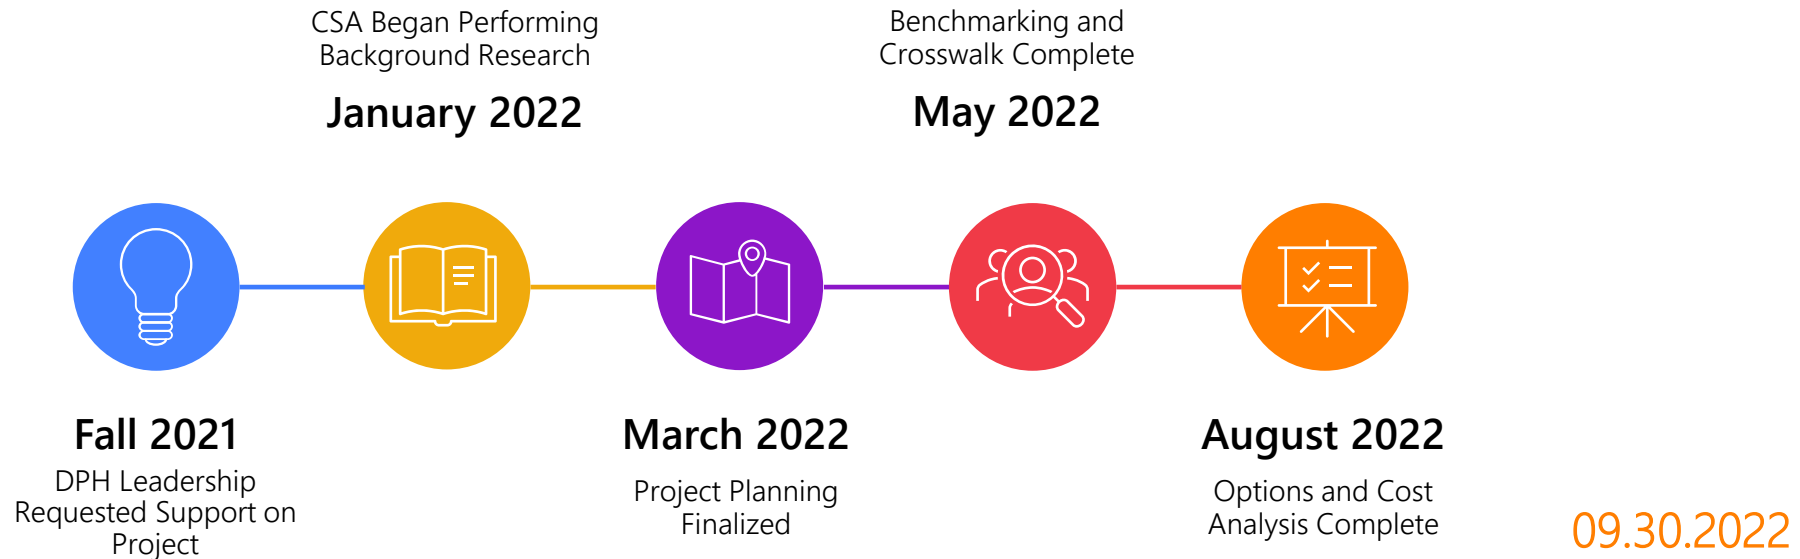 CSA Began Performing
Background Research
January 2022
Benchmarking and
Crosswalk Complete
May 2022
Fall 2021
DPH Leadership
Requested Support on
Project
March 2022
Project Planning
Finalized
August 2022
Options and Cost
Analysis Complete
09.30.2022